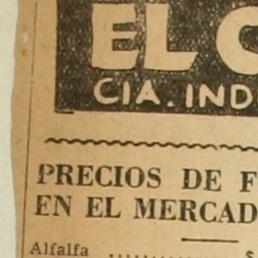 EL
CIA. IND
PRECIOS DE F
EN EL MERCAD
Alfalfa ............... $